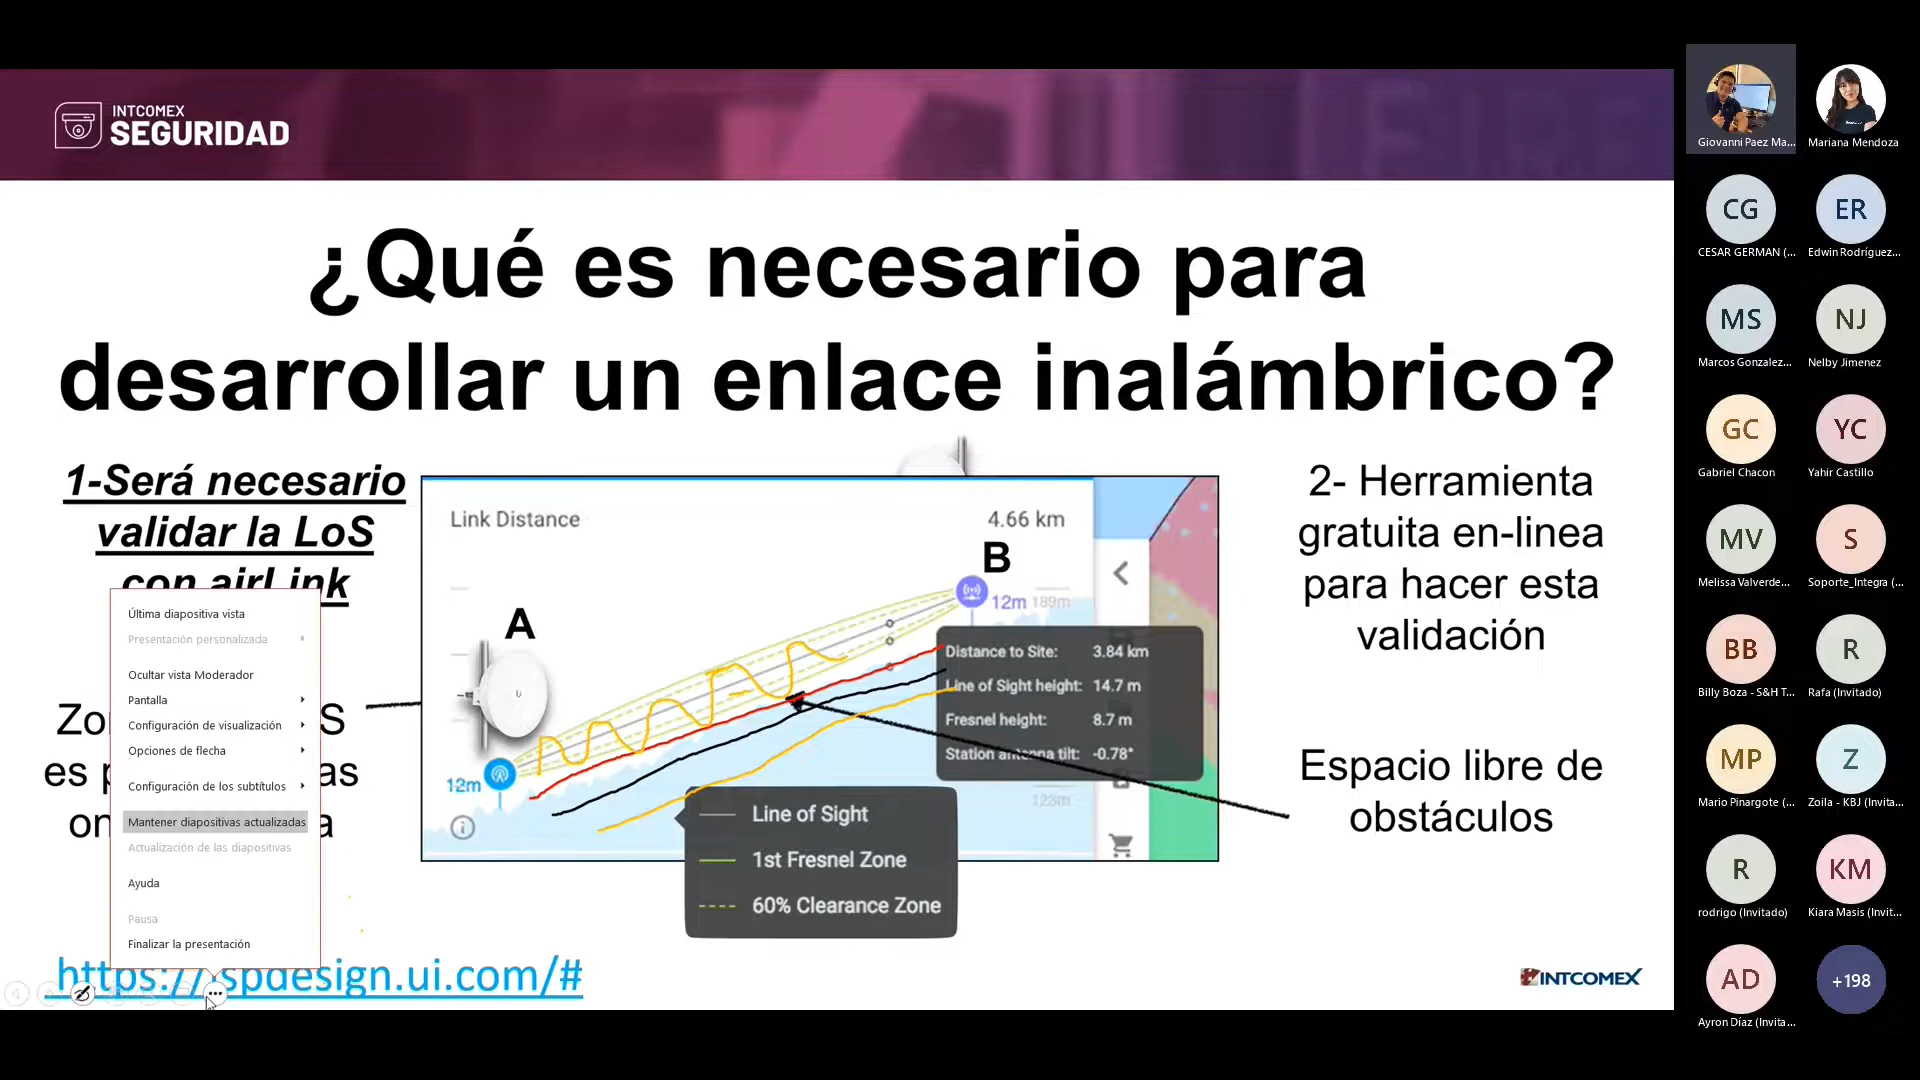 INTCOMEX
SEGURIDAD
¿Qué es necesario para
desarrollar un enlace inalámbrico?
1-Será necesario
validar la LoS
con airLink
Link Distance
4.66 km
A
B
12m
12m
189m
123m
Distance to Site: 3.84 km
Line of Sight height: 14.7 m
Fresnel height: 8.7 m
Station antenna tilt: -0.78°
Line of Sight
1st Fresnel Zone
60% Clearance Zone
2- Herramienta
gratuita en-linea
para hacer esta
validación
Espacio libre de
obstáculos
es
Última diapositiva vista
Presentación personalizada
Ocultar vista Moderador
Pantalla
Configuración de visualización
Opciones de flecha
Configuración de los subtítulos
Mantener diapositivas actualizadas
Actualización de las diapositivas
Ayuda
Pausa
Finalizar la presentación
https://ispdesign.ui.com/#
INTCOMEX
Giovanni Paez Ma...
Mariana Mendoza
CG
CESAR GERMAN (...
ER
Edwin Rodríguez...
MS
Marcos Gonzalez...
NJ
Nelby Jimenez
GC
Gabriel Chacon
YC
Yahir Castillo
MV
Melissa Valverde...
S
Soporte_Integra (...
BB
Billy Boza - S&H T...
R
Rafa (Invitado)
MP
Mario Pinargote (...
Z
Zoila - KBJ (Invita...
R
rodrigo (Invitado)
KM
Kiara Masis (Invit...
AD
Ayron Díaz (Invita...
+198